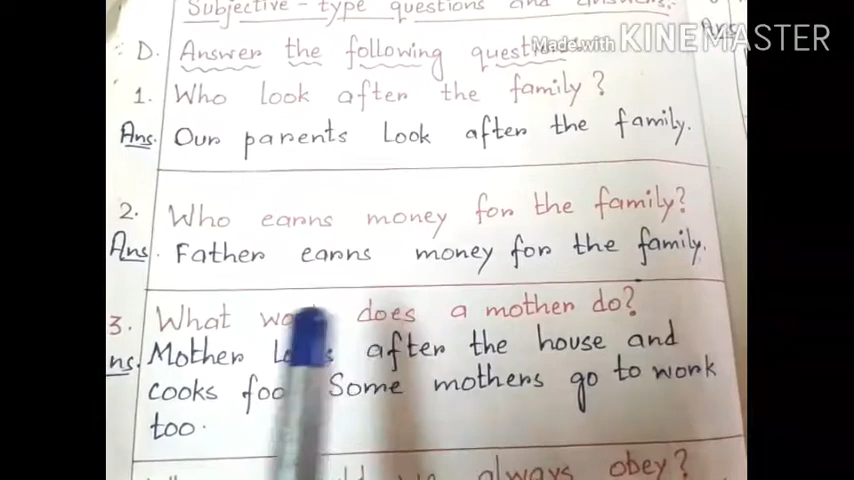 Subjective - type questions and answers:-
D. Answer the following
Made with KINEMASTER
Ans
1. Who look after the family?
Ans. Our parents Look after the family.
2. Who earns money for the family?
Ans. Father earns money for the family.
3. What does a mother do?
Ans. Mother after the house and
cooks Some mothers go to work
too.
always obey?